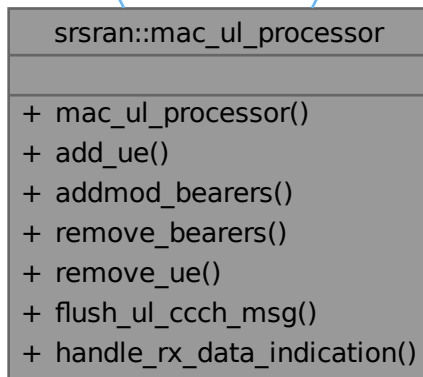 srsran::mac_ul_processor
+ mac_ul_processor()
+ add_ue()
+ addmod_bearers()
+ remove_bearers()
+ remove_ue()
+ flush_ul_ccch_msg()
+ handle_rx_data_indication()